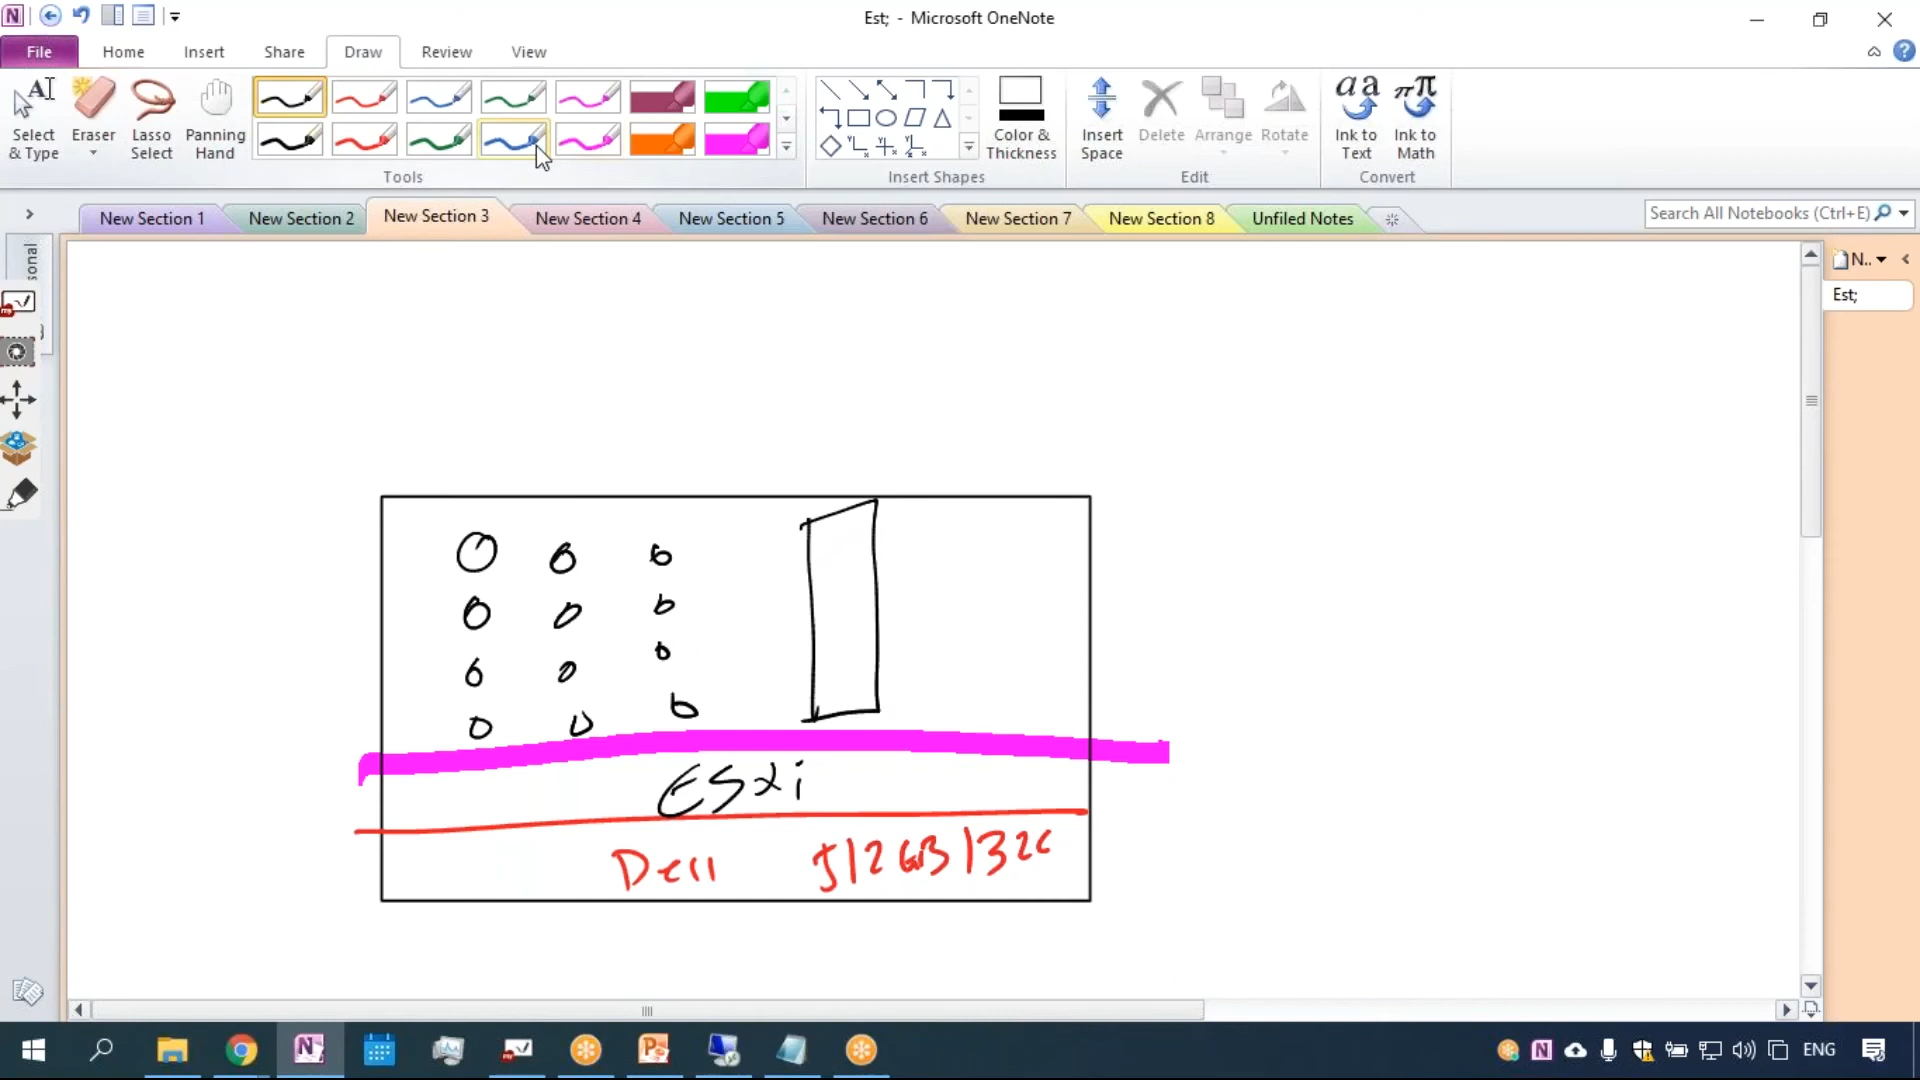 Est; - Microsoft OneNote
File Home Insert Share Draw Review View
Select & Type
Eraser
Lasso Select
Panning Hand
Color & Thickness
Insert Space
Delete
Arrange
Rotate
Ink to Text
Ink to Math
Tools
Insert Shapes
Edit
Convert
New Section 1 New Section 2 New Section 3 New Section 4 New Section 5 New Section 6 New Section 7 New Section 8 Unfiled Notes
Search All Notebooks (Ctrl+E)
sonal
N..
Est;
ESXi
Dell 512GB/32C
ENG